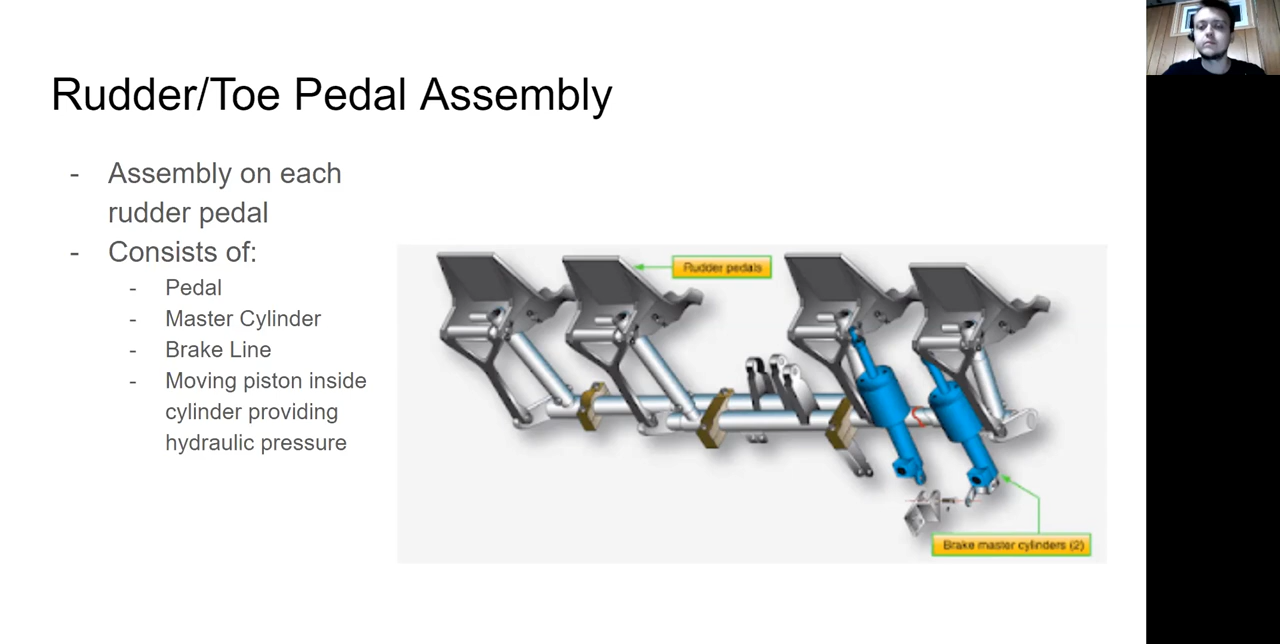 Rudder/Toe Pedal Assembly
- Assembly on each
rudder pedal
- Consists of:
- Pedal
- Master Cylinder
- Brake Line
- Moving piston inside
cylinder providing
hydraulic pressure
Rudder pedals
Brake master cylinders (2)